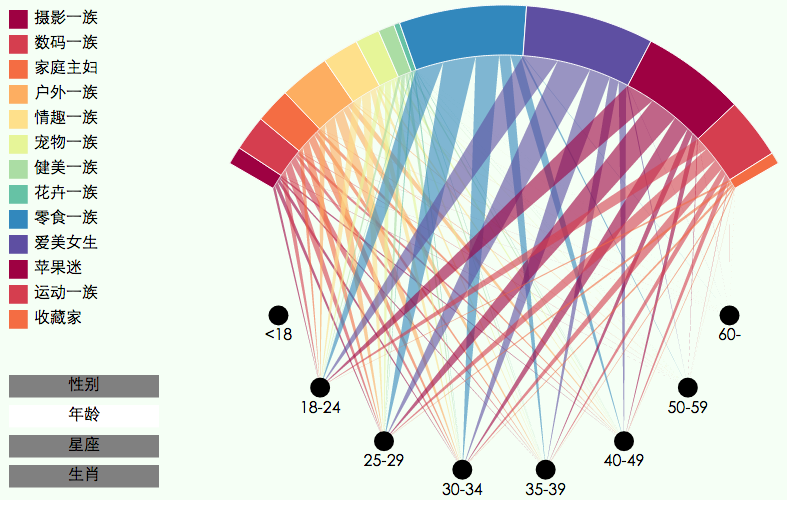 摄影一族
数码一族
家庭主妇
户外一族
情趣一族
宠物一族
健美一族
花卉一族
零食一族
爱美女生
苹果迷
运动一族
收藏家
性别
年龄
星座
生肖
<18
18-24
25-29
30-34
35-39
40-49
50-59
60-